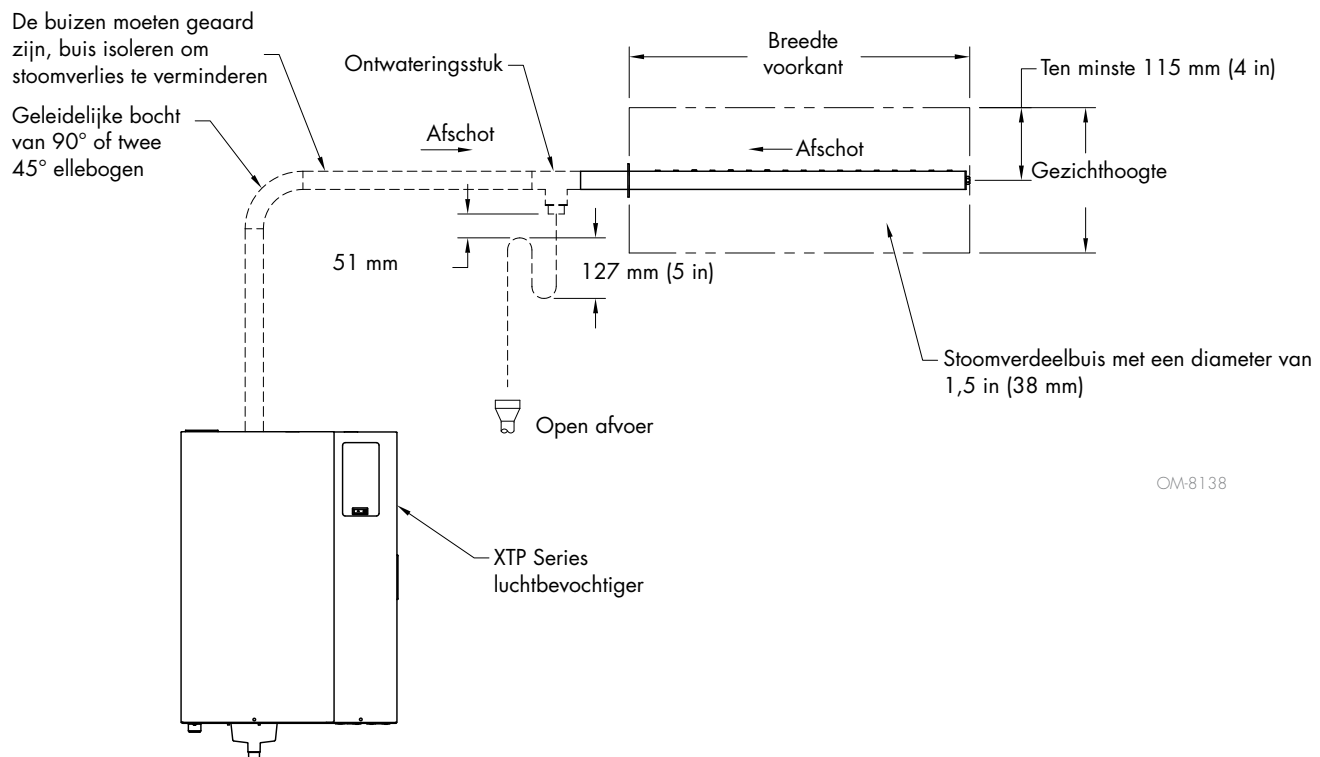 De buizen moeten geaard
zijn, buis isoleren om
stoomverlies te verminderen
Geleidelijke bocht
van 90° of twee
45° ellebogen
Ontwateringsstuk
Afschot
Breedte
voorkant
Ten minste 115 mm (4 in)
Afschot
Gezichthoogte
51 mm
127 mm (5 in)
Stoomverdeelbuis met een diameter van
1,5 in (38 mm)
Open afvoer
OM-8138
XTP Series
luchtbevochtiger